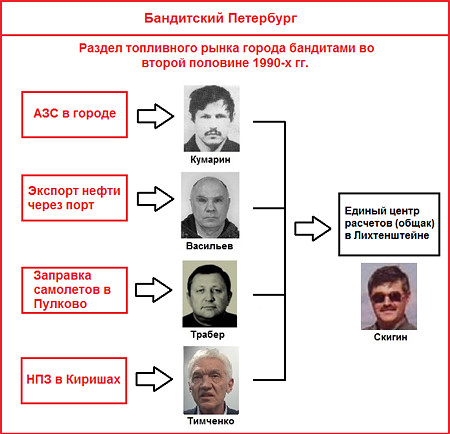 Бандитский Петербург
Раздел топливного рынка города бандитами во
второй половине 1990-х гг.
АЗС в городе
Кумарин
Экспорт нефти
через порт
Васильев
Заправка
самолетов в
Пулково
Трабер
НПЗ в Киришах
Тимченко
Единый центр
расчетов (общак)
в Лихтенштейне
Скигин